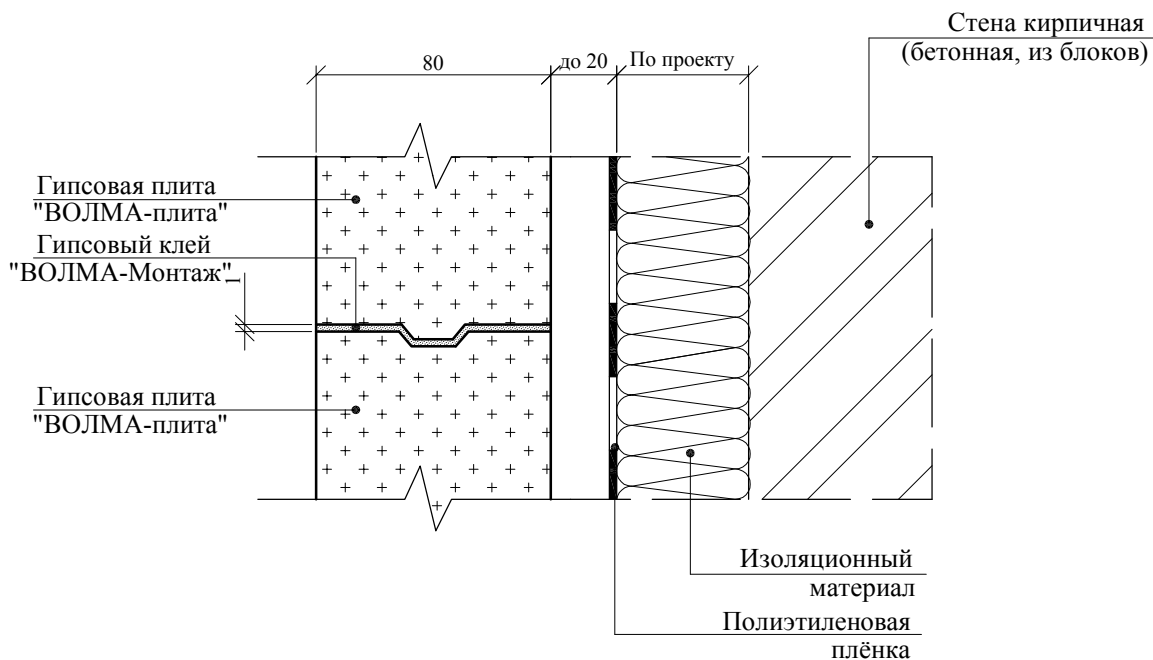 Стена кирпичная
(бетонная, из блоков)
80
до 20
По проекту
Гипсовая плита
"ВОЛМА-плита"
Гипсовый клей
"ВОЛМА-Монтаж"
1
Гипсовая плита
"ВОЛМА-плита"
Изоляционный
материал
Полиэтиленовая
плёнка